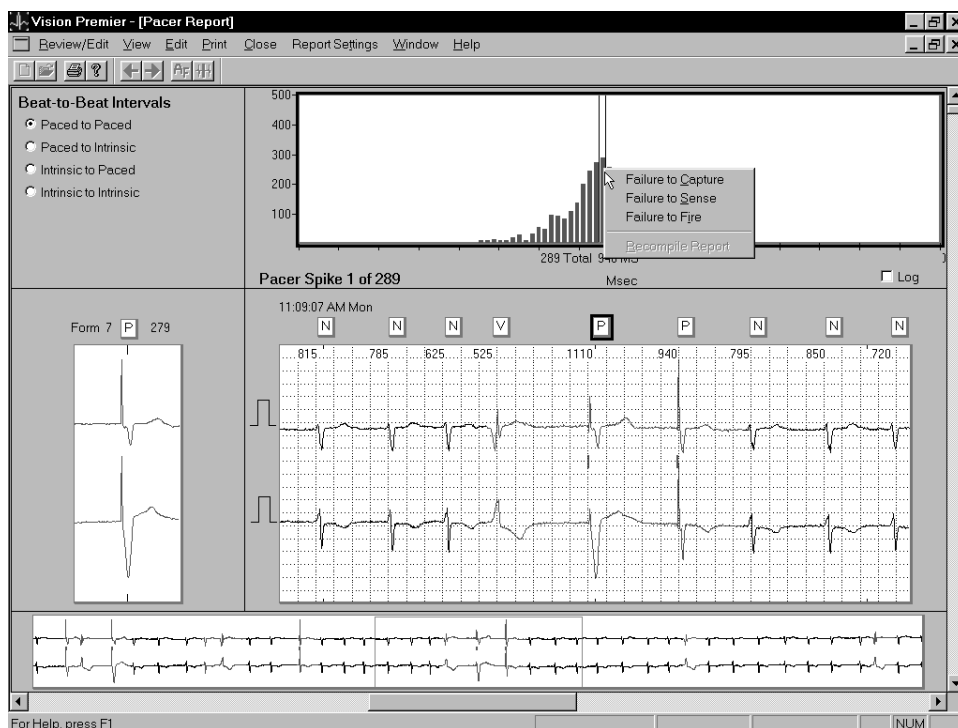 Vision Premier - [Pacer Report]
Review/Edit View Edit Print Close Report Settings Window Help
Beat-to-Beat Intervals
Paced to Paced
Paced to Intrinsic
Intrinsic to Paced
Intrinsic to Intrinsic
500
400
300
200
100
Failure to Capture
Failure to Sense
Failure to Fire
Recompile Report
289 Total 940 MS
Pacer Spike 1 of 289
Msec
Log
11:09:07 AM Mon
Form 7 P 279
N N N V P P N N N
815 785 625 525 1110 940 795 850 720
For Help, press F1
NUM